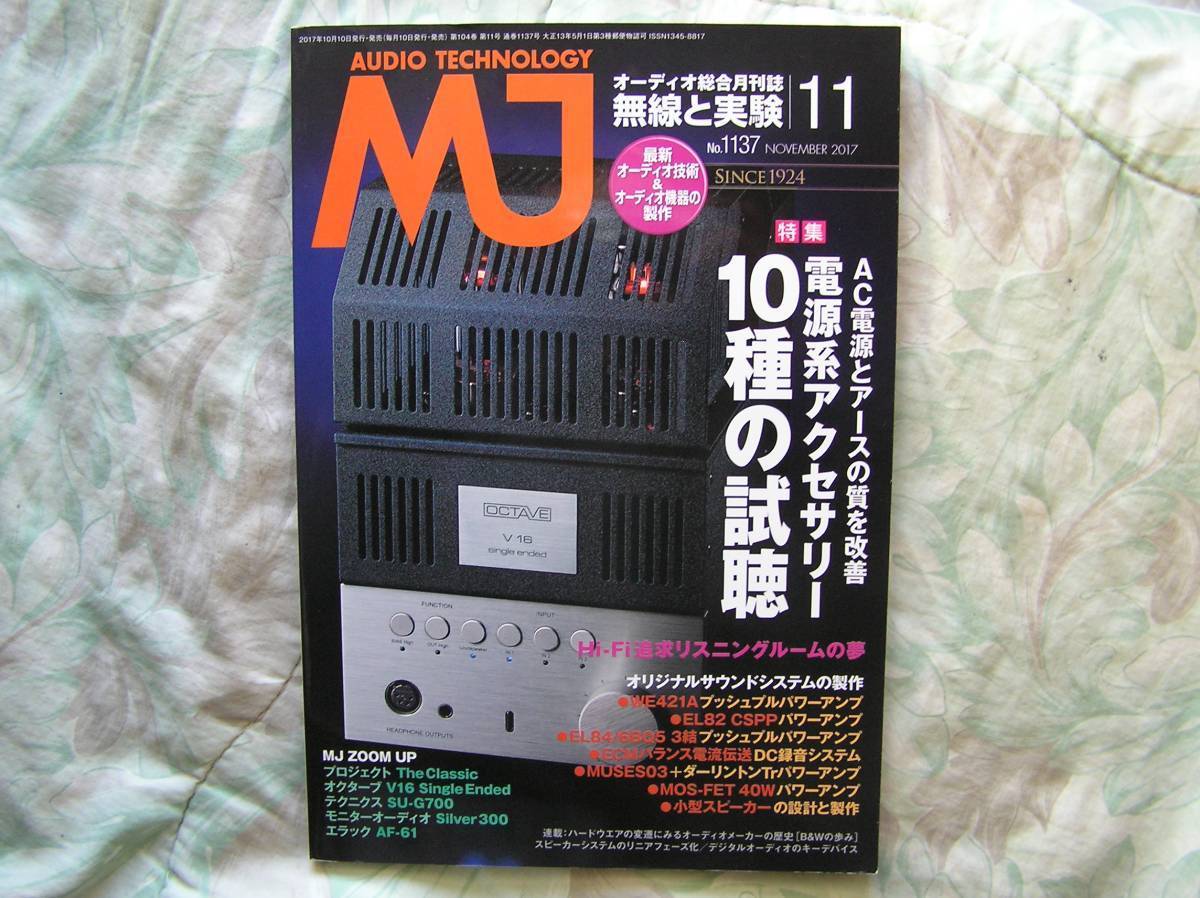 2017年10月10日発行・発売(毎月10日発行・発売) 第104巻 第11号 通巻1137号 大正13年5月1日第3種郵便物認可 ISSN1345-8817
AUDIO TECHNOLOGY
MJ
オーディオ総合月刊誌
無線と実験
11
No.1137 NOVEMBER 2017
SINCE 1924
最新
オーディオ技術
&
オーディオ機器の
製作
特集
AC電源とアースの質を改善
電源系アクセサリー
10種の試聴
OCTAVE
V 16
single ended
FUNCTION
INPUT
BIAS High
OUT High
Loudspeaker
IN 1
IN 2
HEADPHONE OUTPUTS
Hi-Fi追求リスニングルームの夢
オリジナルサウンドシステムの製作
●WE421Aプッシュプルパワーアンプ
●EL82 CSPPパワーアンプ
●EL84/6BQ5 3結プッシュプルパワーアンプ
●ECMバランス電流伝送DC録音システム
●MUSES03+ダーリントンTrパワーアンプ
●MOS-FET 40Wパワーアンプ
●小型スピーカーの設計と製作
MJ ZOOM UP
プロジェクト The Classic
オクターブ V16 Single Ended
テクニクス SU-G700
モニターオーディオ Silver300
エラック AF-61
連載:ハードウエアの変遷にみるオーディオメーカーの歴史[B&Wの歩み]
スピーカーシステムのリニアフェーズ化/デジタルオーディオのキーデバイス